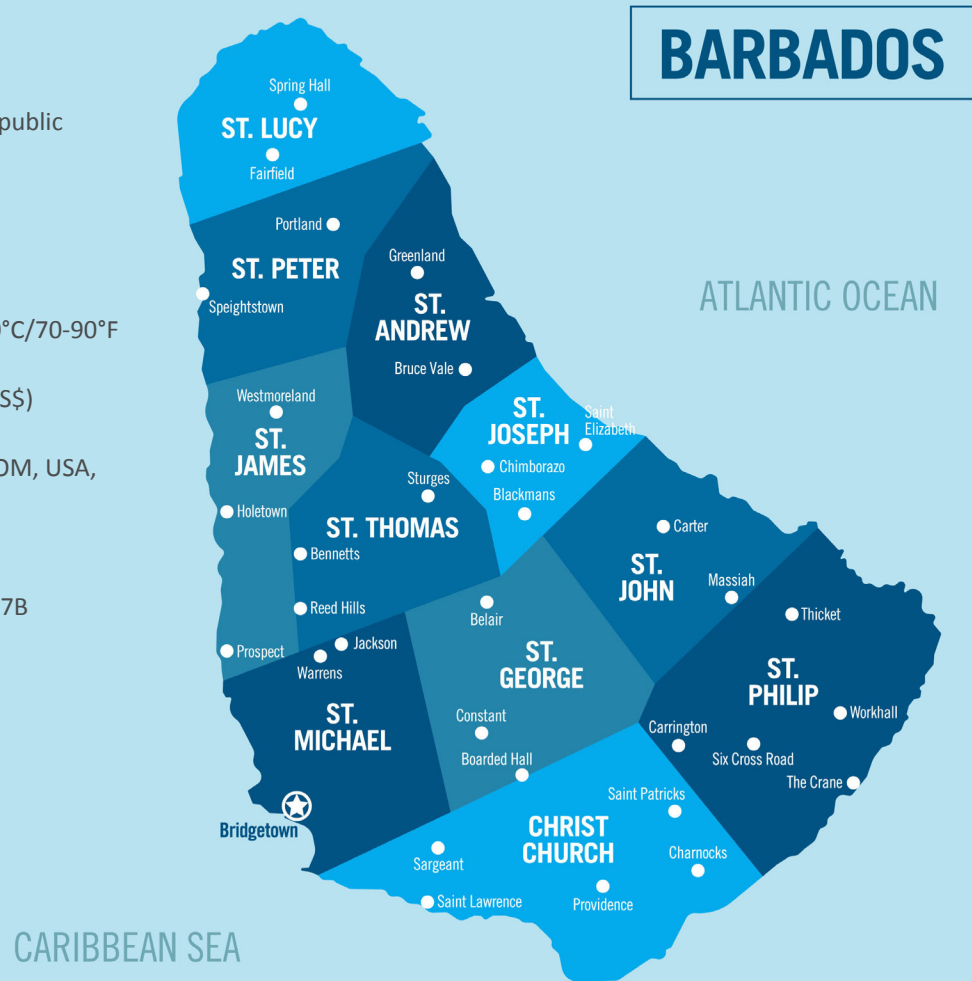 BARBADOS
public
°C/70-90°F
S$)
OM, USA,
7B
Spring Hall
ST. LUCY
Fairfield
Portland
ST. PETER
Speightstown
Greenland
ST.
ANDREW
Bruce Vale
ATLANTIC OCEAN
Westmoreland
ST.
JAMES
Holetown
Prospect
ST.
JOSEPH
Saint
Elizabeth
Chimborazo
Blackmans
Sturges
ST. THOMAS
Bennetts
Reed Hills
Carter
ST.
JOHN
Massiah
Thicket
ST.
PHILIP
Workhall
Carrington
Six Cross Road
The Crane
Belair
ST.
GEORGE
Constant
Boarded Hall
Jackson
Warrens
ST.
MICHAEL
Bridgetown
Saint Patricks
CHRIST
CHURCH
Charnocks
Sargeant
Saint Lawrence
Providence
CARIBBEAN SEA